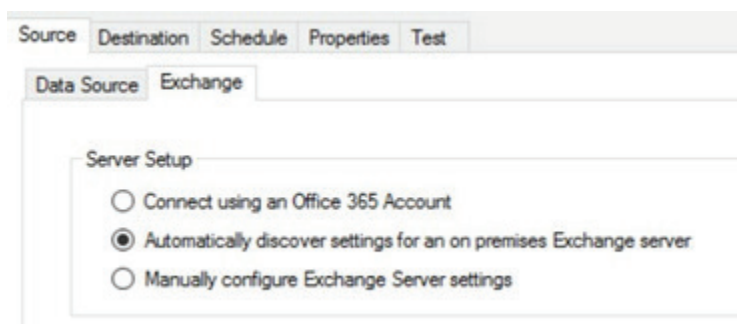 Source Destination Schedule Properties Test
Data Source Exchange
Server Setup
Connect using an Office 365 Account
Automatically discover settings for an on premises Exchange server
Manually configure Exchange Server settings